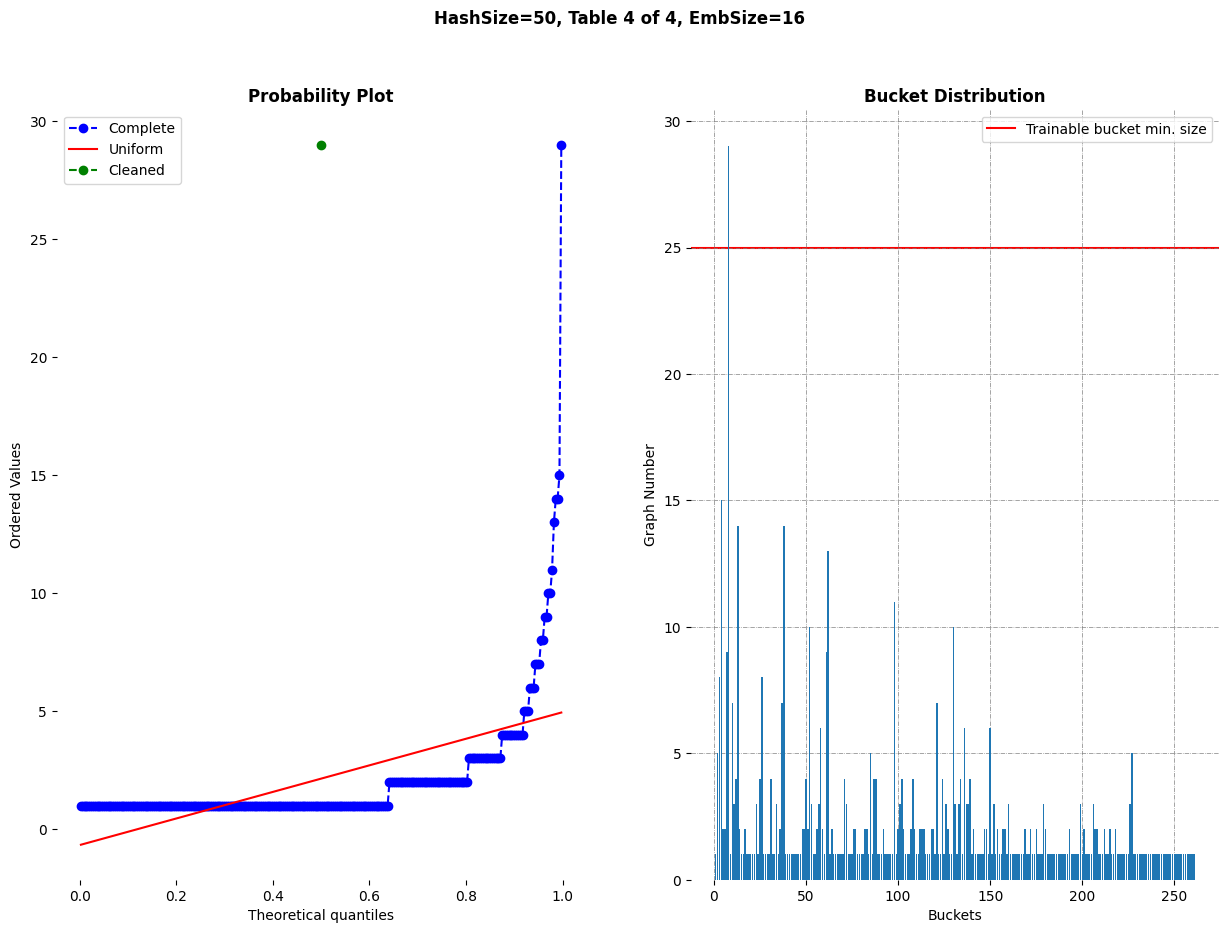 HashSize=50, Table 4 of 4, EmbSize=16
Probability Plot
Complete
Uniform
Cleaned
30
25
20
15
10
5
0
Ordered Values
0.0 0.2 0.4 0.6 0.8 1.0
Theoretical quantiles
Bucket Distribution
Trainable bucket min. size
30
25
20
15
10
5
0
Graph Number
0 50 100 150 200 250
Buckets